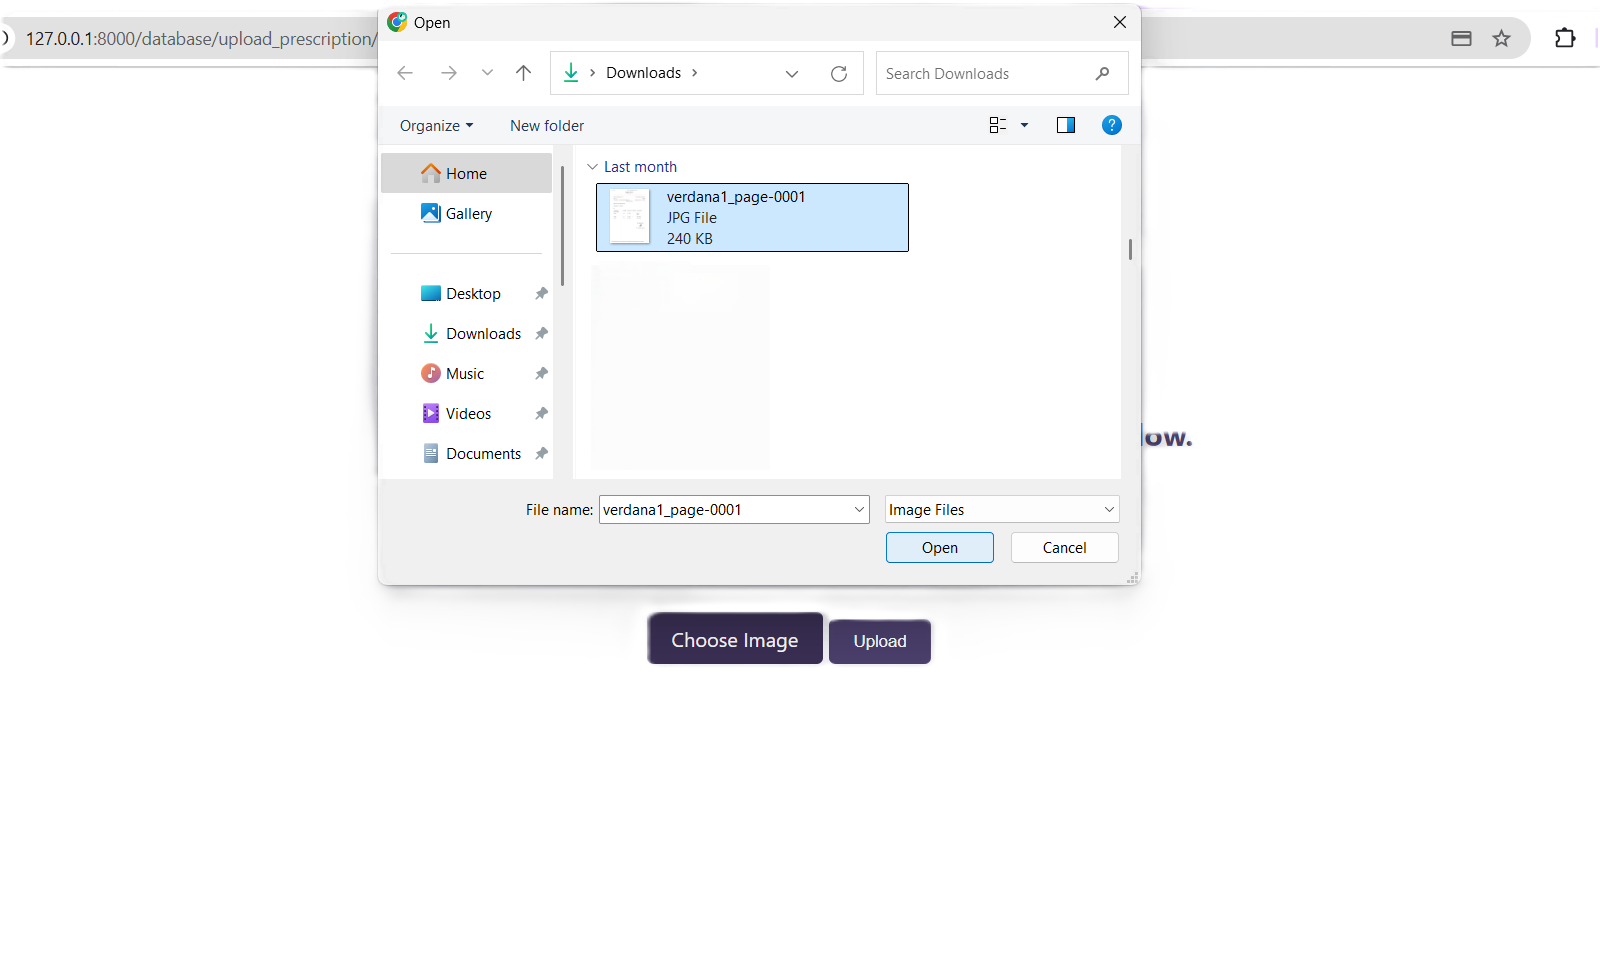 127.0.0.1:8000/database/upload_prescription/
Open
Downloads
Search Downloads
Organize
New folder
?
Home
Gallery
Desktop
Downloads
Music
Videos
Documents
Last month
verdana1_page-0001
JPG File
240 KB
low.
File name: verdana1_page-0001
Image Files
Open
Cancel
Choose Image
Upload